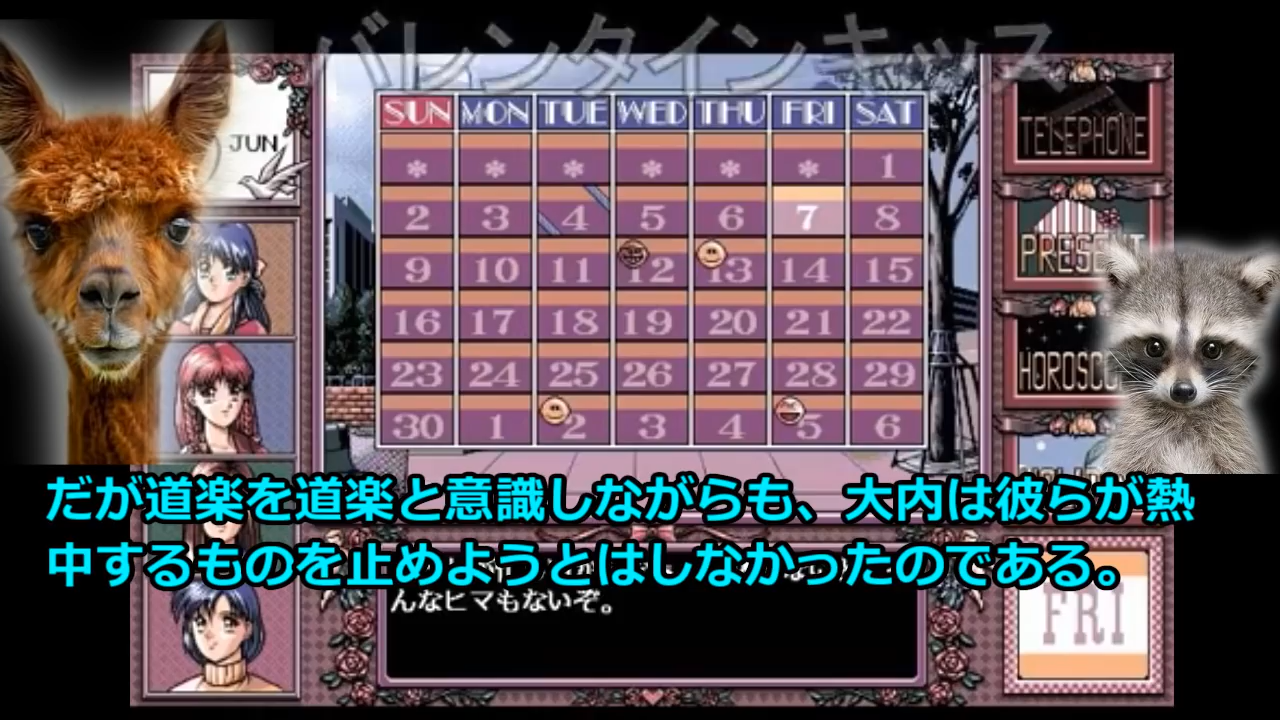 バレンタインキッス
JUN
SUN MON TUE WED THU FRI SAT
* * * * * * 1
2 3 4 5 6 7 8
9 10 11 12 13 14 15
16 17 18 19 20 21 22
23 24 25 26 27 28 29
30 1 2 3 4 5 6
TELEPHONE
PRESENT
HOROSCO
だが道楽を道楽と意識しながらも、大内は彼らが熱
中するものを止めようとはしなかったのである。
んなヒマもないぞ。
FRI